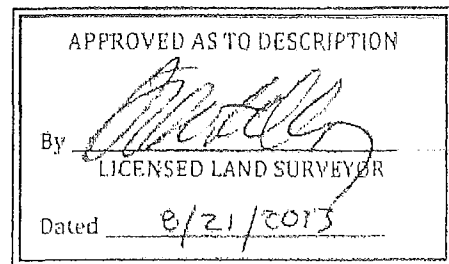 APPROVED AS TO DESCRIPTION
By
LICENSED LAND SURVEYOR
Dated 8/21/2013